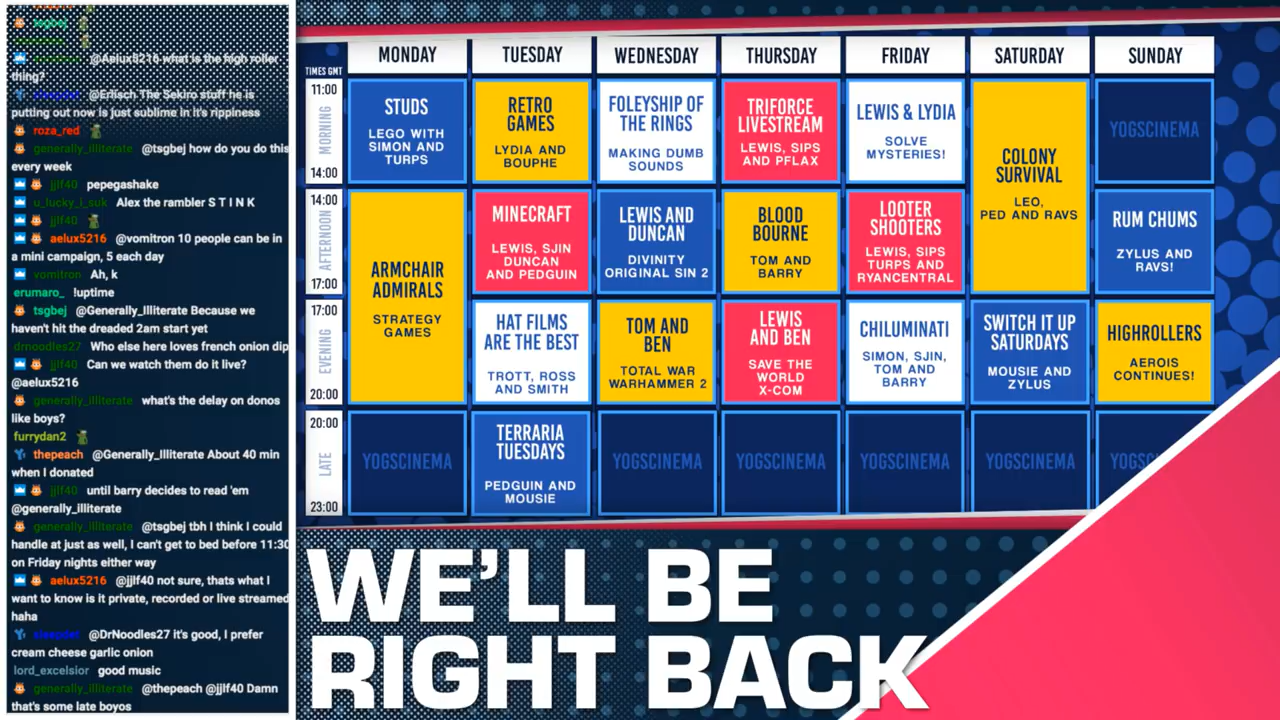 tsgbej
@Aelux5216 what is the high roller
thing?
@Erlisch The Sekiro stuff he is
putting out now is just sublime in it's rippiness
roza_red
generally_illiterate @tsgbej how do you do this
every week
jjlf40 pepegashake
u_lucky_i_suk Alex the rambler S T I N K
jjlf40
aelux5216 @vomitron 10 people can be in
a mini campaign, 5 each day
vomitron Ah, k
erumaro_ !uptime
tsgbej @Generally_Illiterate Because we
haven't hit the dreaded 2am start yet
drnoodles27 Who else here loves french onion dip
jjlf40 Can we watch them do it live?
@aelux5216
generally_illiterate what's the delay on donos
like boys?
furrydan2
thepeach @Generally_Illiterate About 40 min
when I donated
jjlf40 until barry decides to read 'em
@generally_illiterate
generally_illiterate @tsgbej tbh I think I could
handle at just as well, I can't get to bed before 11:30
on Friday nights either way
aelux5216 @jjlf40 not sure, thats what I
want to know is it private, recorded or live streamed
haha
@DrNoodles27 it's good, I prefer
cream cheese garlic onion
lord_excelsior good music
generally_illiterate @thepeach @jjlf40 Damn
that's some late boyos
TIMES GMT
MONDAY
TUESDAY
WEDNESDAY
THURSDAY
FRIDAY
SATURDAY
SUNDAY
11:00
MORNING
14:00
STUDS
LEGO WITH
SIMON AND
TURPS
RETRO
GAMES
LYDIA AND
BOUPHE
FOLEYSHIP OF
THE RINGS
MAKING DUMB
SOUNDS
TRIFORCE
LIVESTREAM
LEWIS, SIPS
AND PFLAX
LEWIS & LYDIA
SOLVE
MYSTERIES!
COLONY
SURVIVAL
LEO,
PED AND RAVS
YOGSCINEMA
14:00
AFTERNOON
17:00
ARMCHAIR
ADMIRALS
STRATEGY
GAMES
MINECRAFT
LEWIS, SJIN
DUNCAN
AND PEDGUIN
LEWIS AND
DUNCAN
DIVINITY
ORIGINAL SIN 2
BLOOD
BOURNE
TOM AND
BARRY
LOOTER
SHOOTERS
LEWIS, SIPS
TURPS AND
RYANCENTRAL
RUM CHUMS
ZYLUS AND
RAVS!
17:00
EVENING
20:00
HAT FILMS
ARE THE BEST
TROTT, ROSS
AND SMITH
TOM AND
BEN
TOTAL WAR
WARHAMMER 2
LEWIS
AND BEN
SAVE THE
WORLD
X-COM
CHILUMINATI
SIMON, SJIN,
TOM AND
BARRY
SWITCH IT UP
SATURDAYS
MOUSIE AND
ZYLUS
HIGHROLLERS
AEROIS
CONTINUES!
20:00
LATE
23:00
YOGSCINEMA
TERRARIA
TUESDAYS
PEDGUIN AND
MOUSIE
YOGSCINEMA
YOGSCINEMA
YOGSCINEMA
YOGSCINEMA
YOGSC
WE'LL BE
RIGHT BACK